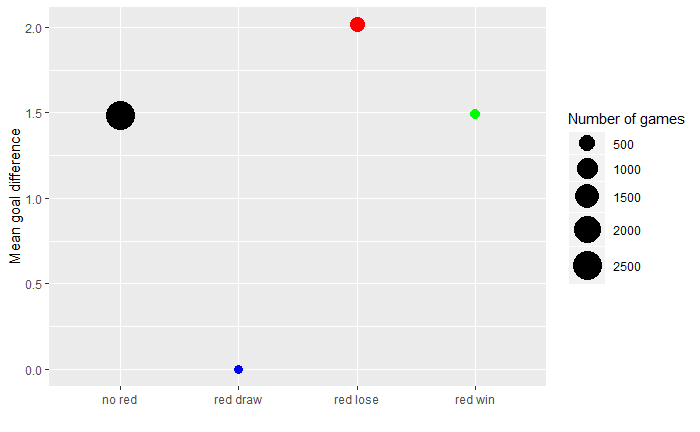 Mean goal difference
2.0
1.5
1.0
0.5
0.0
no red
red draw
red lose
red win
Number of games
500
1000
1500
2000
2500